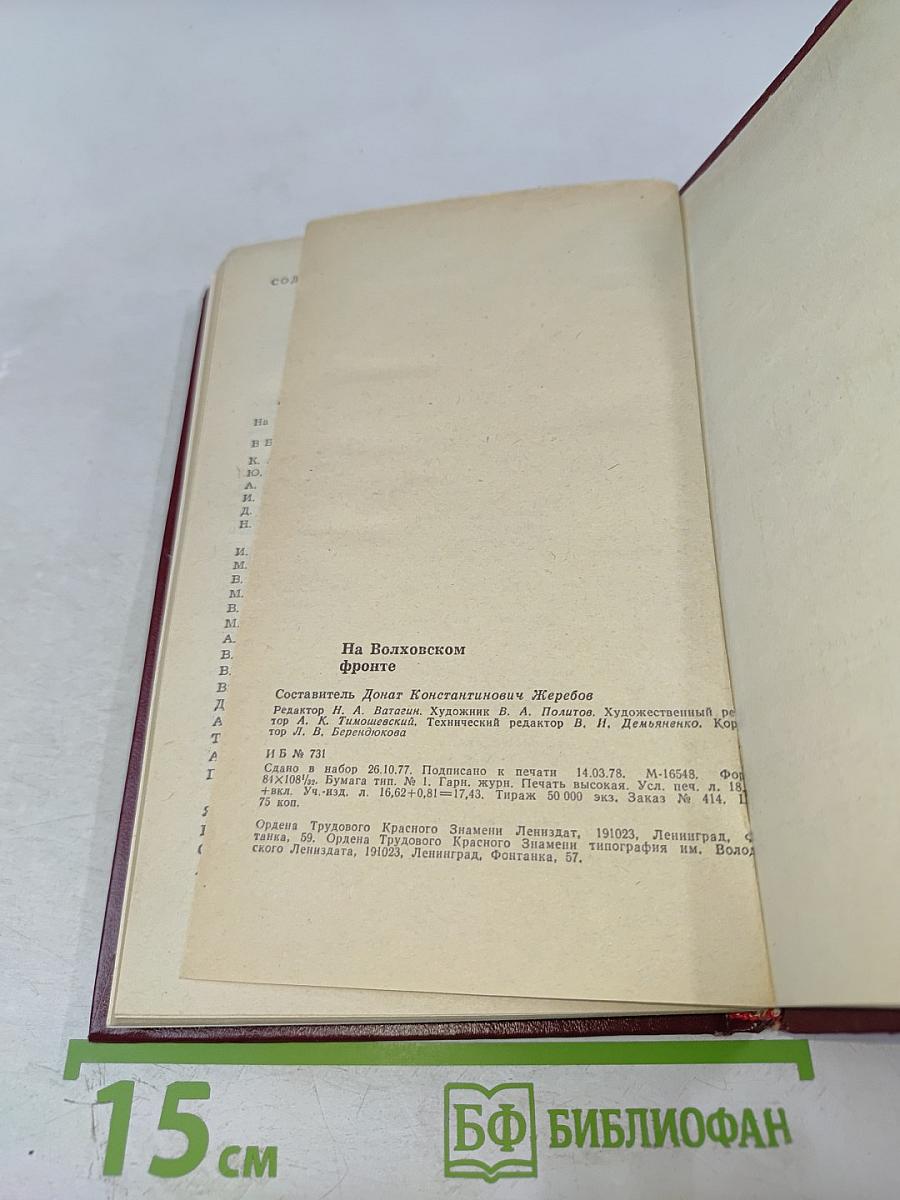 СОД
На
В Б
К.
Ю.
А.
И.
Д.
Н.
И.
М.
В.
М.
В.
М.
А.
В.
В.
В
Д
А
Т
А
На Волховском
фронте
Составитель Донат Константинович Жеребов
Редактор Н. А. Ватагин. Художник В. А. Политов. Художественный ре
тор А. К. Тимошевский. Технический редактор В. И. Демьяненко. Кор
тор Л. В. Берендюкова
ИБ № 731
Сдано в набор 26.10.77. Подписано к печати 14.03.78. М-16548. Фор
84×108¹/₃₂. Бумага тип. № 1. Гарн. журн. Печать высокая. Усл. печ. л. 18,
+вкл. Уч.-изд. л. 16,62+0,81=17,43. Тираж 50 000 экз. Заказ № 414.
75 коп.
Ордена Трудового Красного Знамени Лениздат, 191023, Ленинград,
танка, 59. Ордена Трудового Красного Знамени типография им. Волод
ского Лениздата, 191023, Ленинград, Фонтанка, 57.
15 см
БФ БИБЛИОФАН